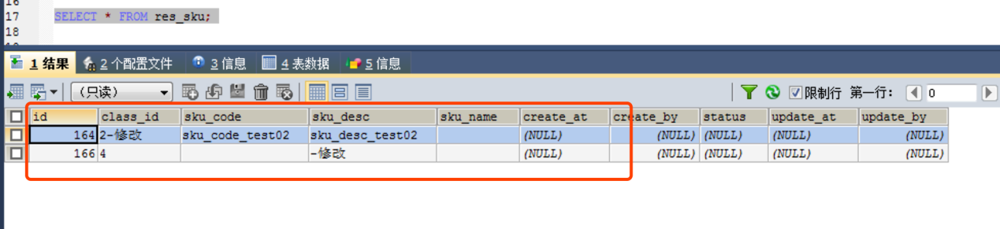 16
17 SELECT * FROM res_sku;
18
1 结果 2 个配置文件 3 信息 4 表数据 5 信息
(只读) 限制行 第一行: 0
id class_id sku_code sku_desc sku_name create_at create_by status update_at update_by
164 2-修改 sku_code_test02 sku_desc_test02 (NULL) (NULL) (NULL) (NULL) (NULL)
166 4 -修改 (NULL) (NULL) (NULL) (NULL) (NULL)